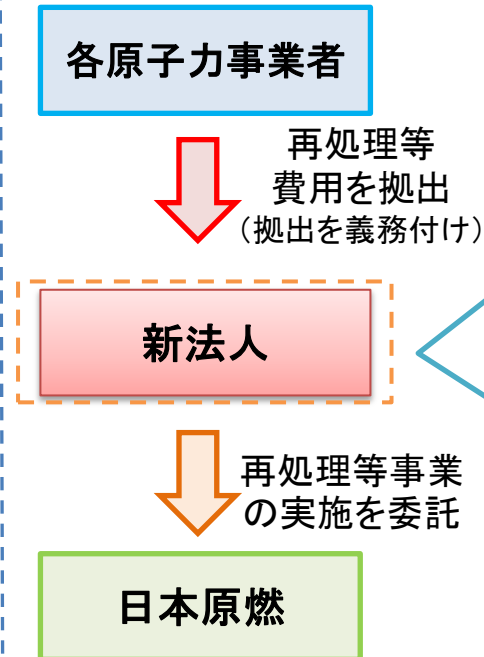 各原子力事業者
再処理等
費用を拠出
（拠出を義務付け）
新法人
再処理等事業
の実施を委託
日本原燃